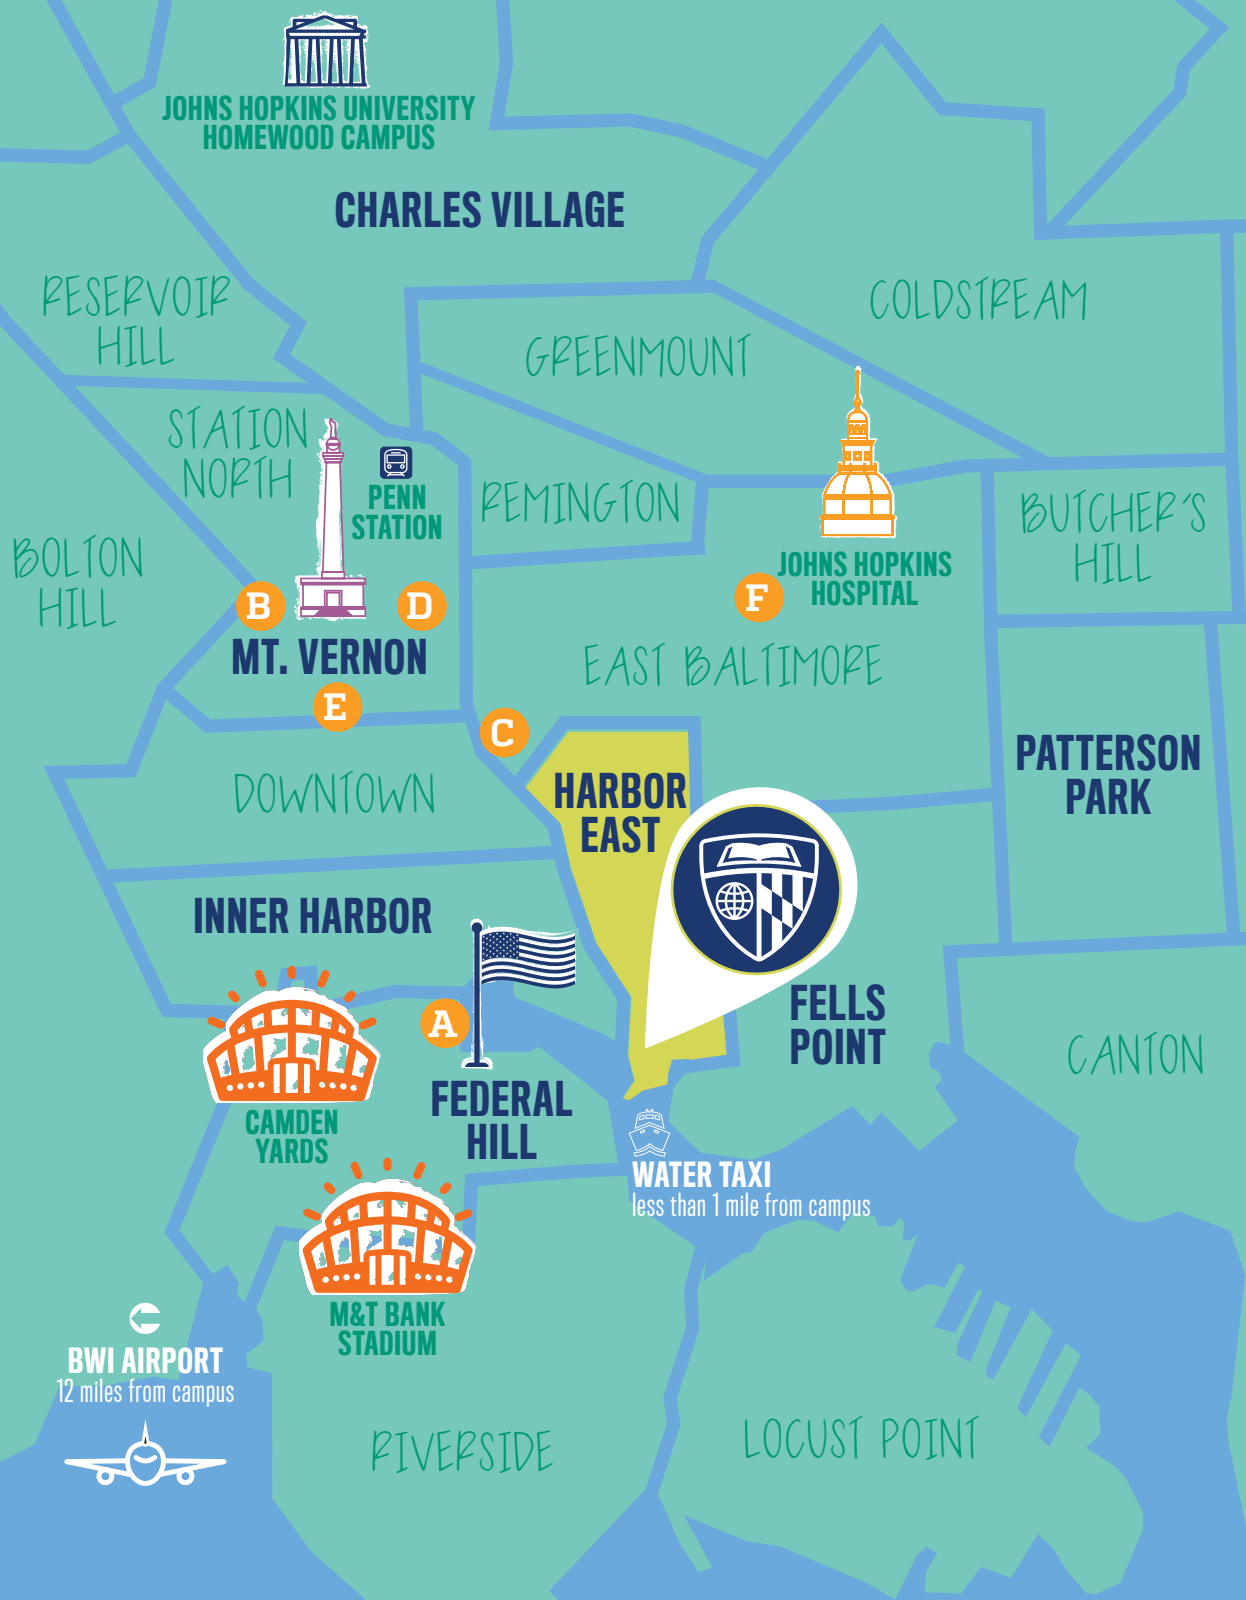 JOHNS HOPKINS UNIVERSITY
HOMEWOOD CAMPUS
CHARLES VILLAGE
RESERVOIR
HILL
COLDSTREAM
GREENMOUNT
STATION
NORTH
PENN
STATION
REMINGTON
BUTCHER'S
HILL
BOLTON
HILL
JOHNS HOPKINS
HOSPITAL
B
D
F
MT. VERNON
EAST BALTIMORE
E
C
PATTERSON
PARK
DOWNTOWN
HARBOR
EAST
INNER HARBOR
A
FELLS
POINT
CANTON
FEDERAL
HILL
CAMDEN
YARDS
WATER TAXI
less than 1 mile from campus
M&T BANK
STADIUM
BWI AIRPORT
12 miles from campus
RIVERSIDE
LOCUST POINT